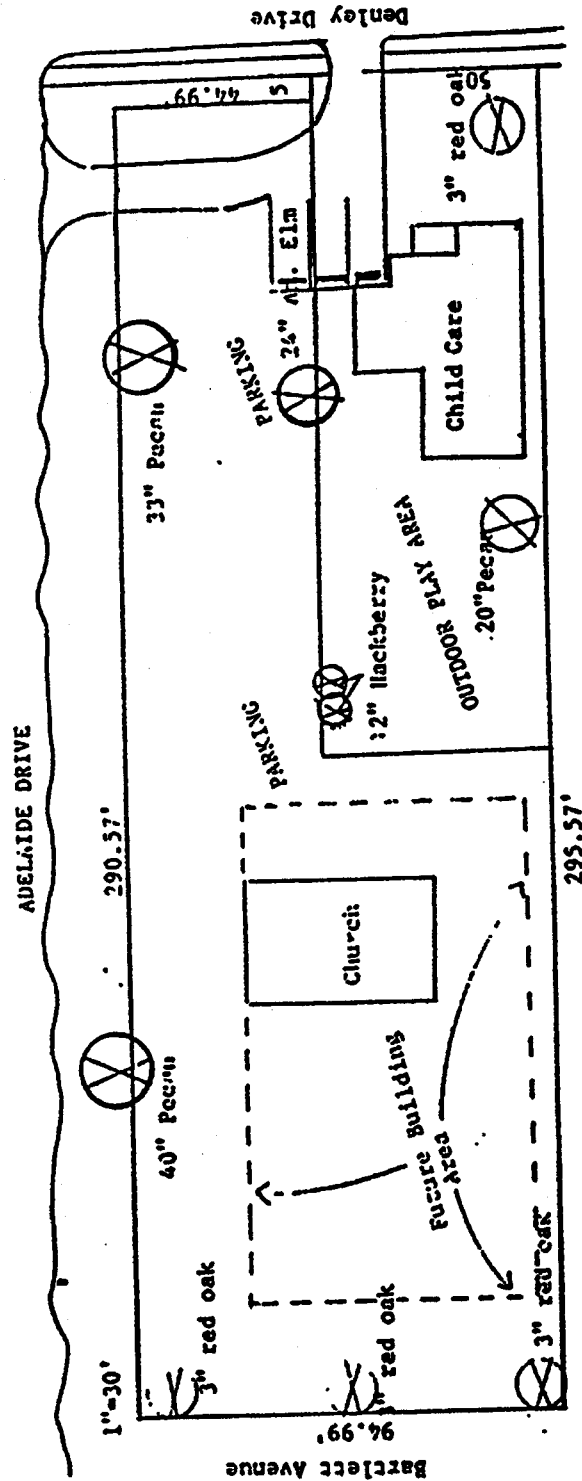 ADELAIDE DRIVE
1"=30'
290.57'
44.99'
5
Denley Drive
40" Pecan
33" Pecan
PARKING
PARKING
24"
Elm
3" red oak
12" Hackberry
Church
Future Building
Area
OUTDOOR PLAY AREA
Child Care
20" Pecan
3" red oak
50
red oak
3" red oak
94.99'
Bartlett Avenue
295.57'